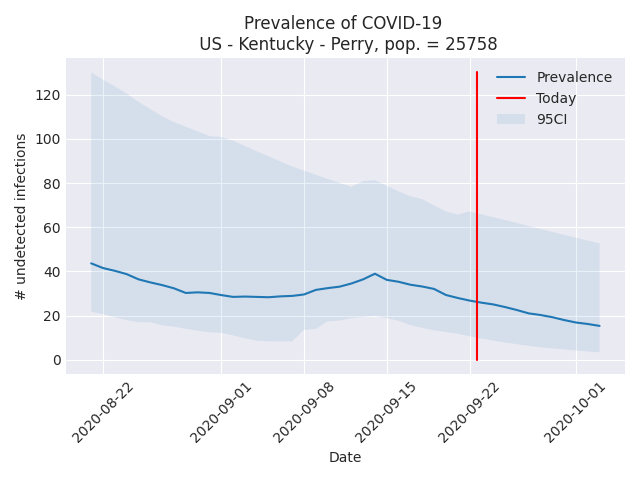 Prevalence of COVID-19
US - Kentucky - Perry, pop. = 25758
Prevalence
Today
95CI
# undetected infections
120
100
80
60
40
20
0
2020-08-22
2020-09-01
2020-09-08
2020-09-15
2020-09-22
2020-10-01
Date